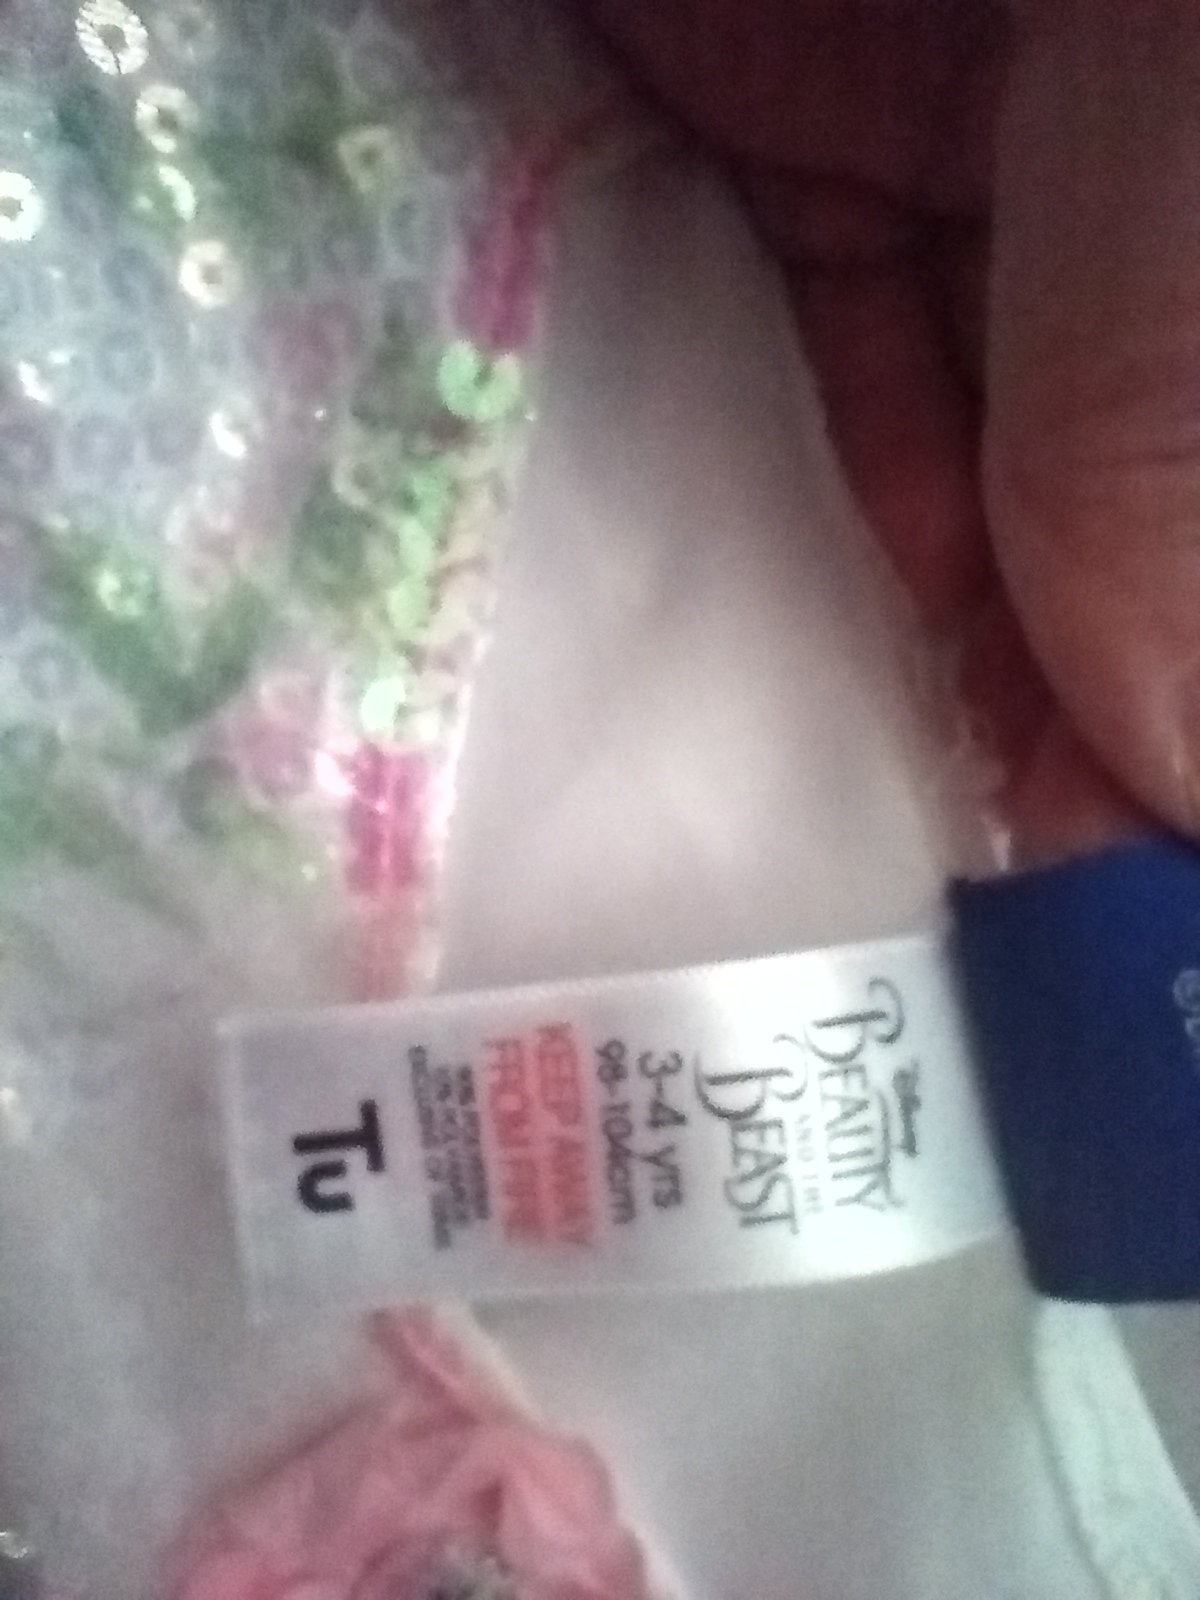 Disney
BEAUTY
AND THE
BEAST
3-4 yrs
98-104cm
KEEP AWAY
FROM FIRE
Tu